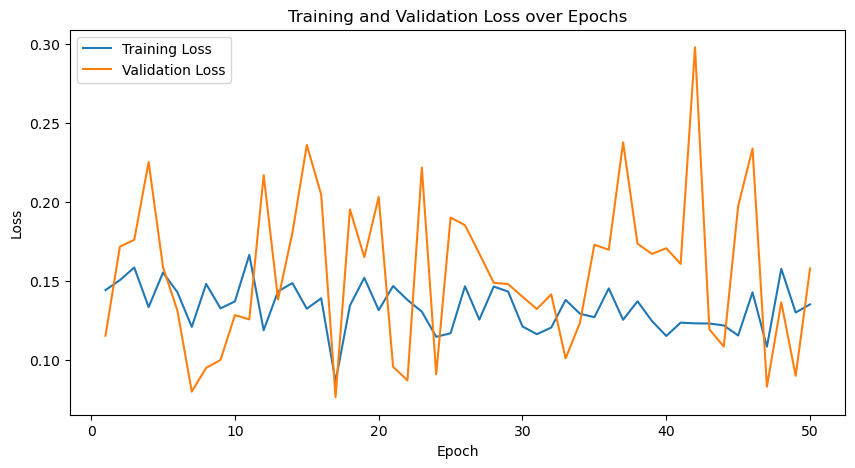 Training and Validation Loss over Epochs
Training Loss
Validation Loss
0.30
0.25
0.20
0.15
0.10
Loss
0
10
20
30
40
50
Epoch